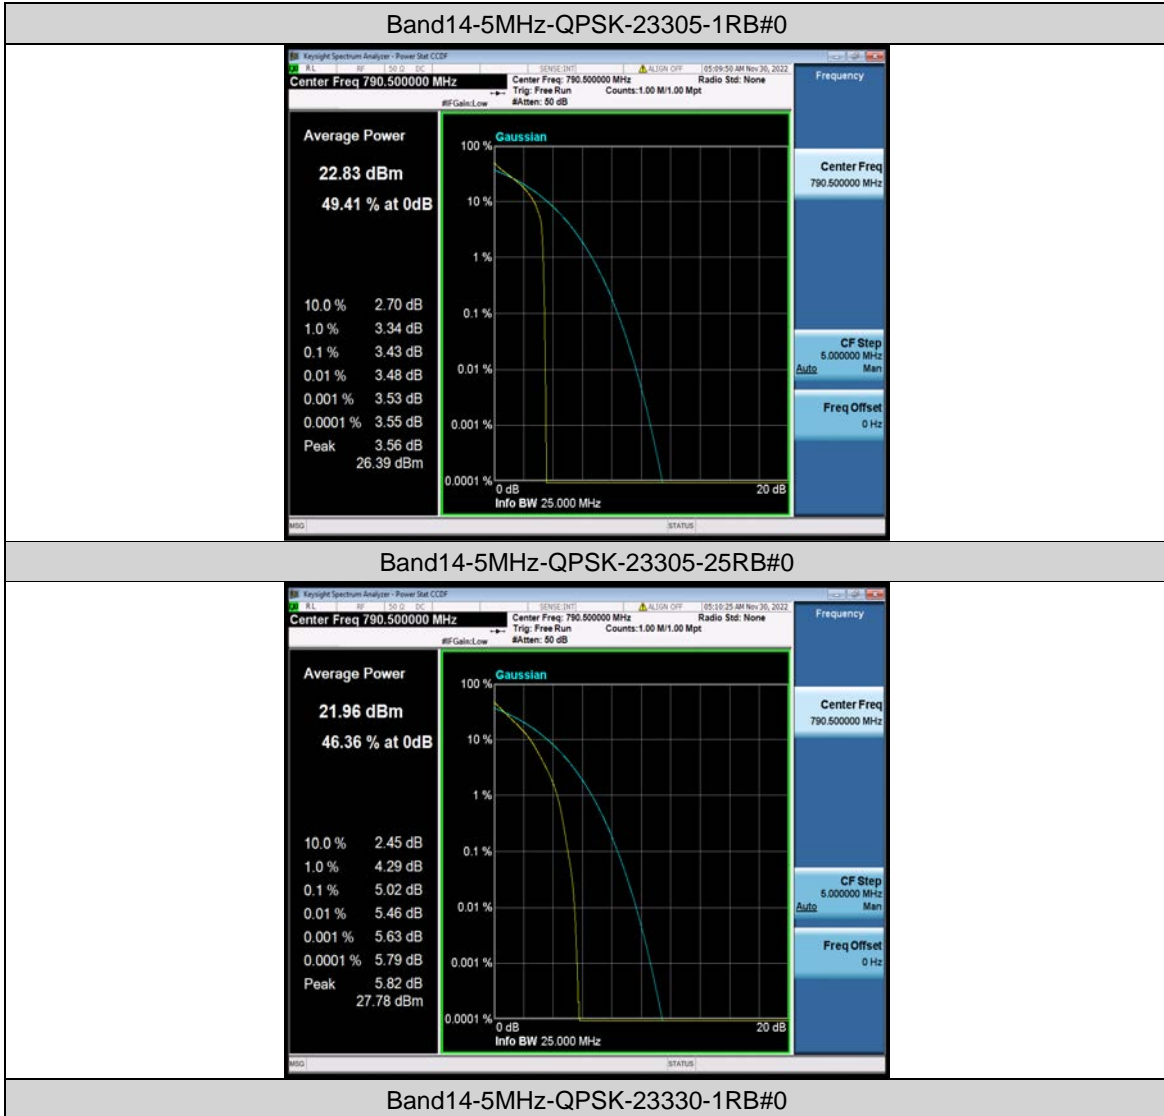 Band14-5MHz-QPSK-23305-1RB#0
Keysight Spectrum Analyzer - Power Stat CCDF
RL RF 50 Ω DC SENSE:INT ALIGN OFF 05:09:50 AM Nov 30, 2022
Center Freq 790.500000 MHz
Center Freq: 790.500000 MHz Radio Std: None
Trig: Free Run Counts:1.00 M/1.00 Mpt
#IFGain:Low #Atten: 50 dB
Frequency
Average Power
22.83 dBm
49.41 % at 0dB
10.0 % 2.70 dB
1.0 % 3.34 dB
0.1 % 3.43 dB
0.01 % 3.48 dB
0.001 % 3.53 dB
0.0001 % 3.55 dB
Peak 3.56 dB
26.39 dBm
Gaussian
100 %
10 %
1 %
0.1 %
0.01 %
0.001 %
0.0001 %
0 dB 20 dB
Info BW 25.000 MHz
Center Freq
790.500000 MHz
CF Step
5.000000 MHz
Auto Man
Freq Offset
0 Hz
MSG STATUS
Band14-5MHz-QPSK-23305-25RB#0
Keysight Spectrum Analyzer - Power Stat CCDF
RL RF 50 Ω DC SENSE:INT ALIGN OFF 05:10:25 AM Nov 30, 2022
Center Freq 790.500000 MHz
Center Freq: 790.500000 MHz Radio Std: None
Trig: Free Run Counts:1.00 M/1.00 Mpt
#IFGain:Low #Atten: 50 dB
Frequency
Average Power
21.96 dBm
46.36 % at 0dB
10.0 % 2.45 dB
1.0 % 4.29 dB
0.1 % 5.02 dB
0.01 % 5.46 dB
0.001 % 5.63 dB
0.0001 % 5.79 dB
Peak 5.82 dB
27.78 dBm
Gaussian
100 %
10 %
1 %
0.1 %
0.01 %
0.001 %
0.0001 %
0 dB 20 dB
Info BW 25.000 MHz
Center Freq
790.500000 MHz
CF Step
5.000000 MHz
Auto Man
Freq Offset
0 Hz
MSG STATUS
Band14-5MHz-QPSK-23330-1RB#0